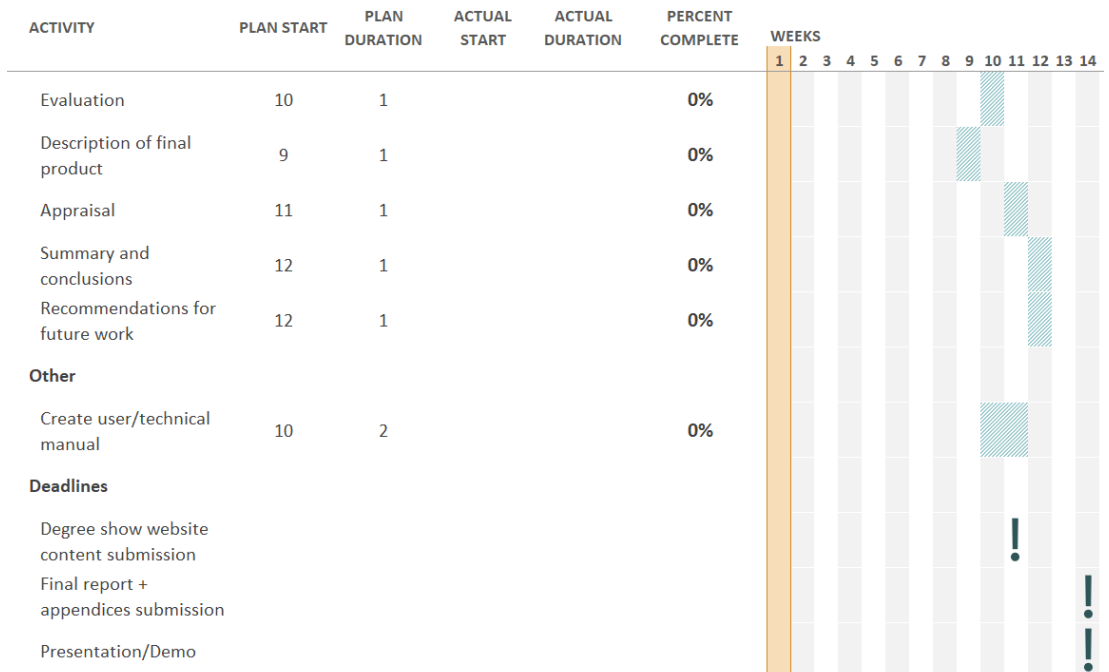 ACTIVITY PLAN START PLAN DURATION ACTUAL START ACTUAL DURATION PERCENT COMPLETE WEEKS
1 2 3 4 5 6 7 8 9 10 11 12 13 14
Evaluation 10 1 0%
Description of final
product 9 1 0%
Appraisal 11 1 0%
Summary and
conclusions 12 1 0%
Recommendations for
future work 12 1 0%
Other
Create user/technical
manual 10 2 0%
Deadlines
Degree show website
content submission !
Final report +
appendices submission !
Presentation/Demo !